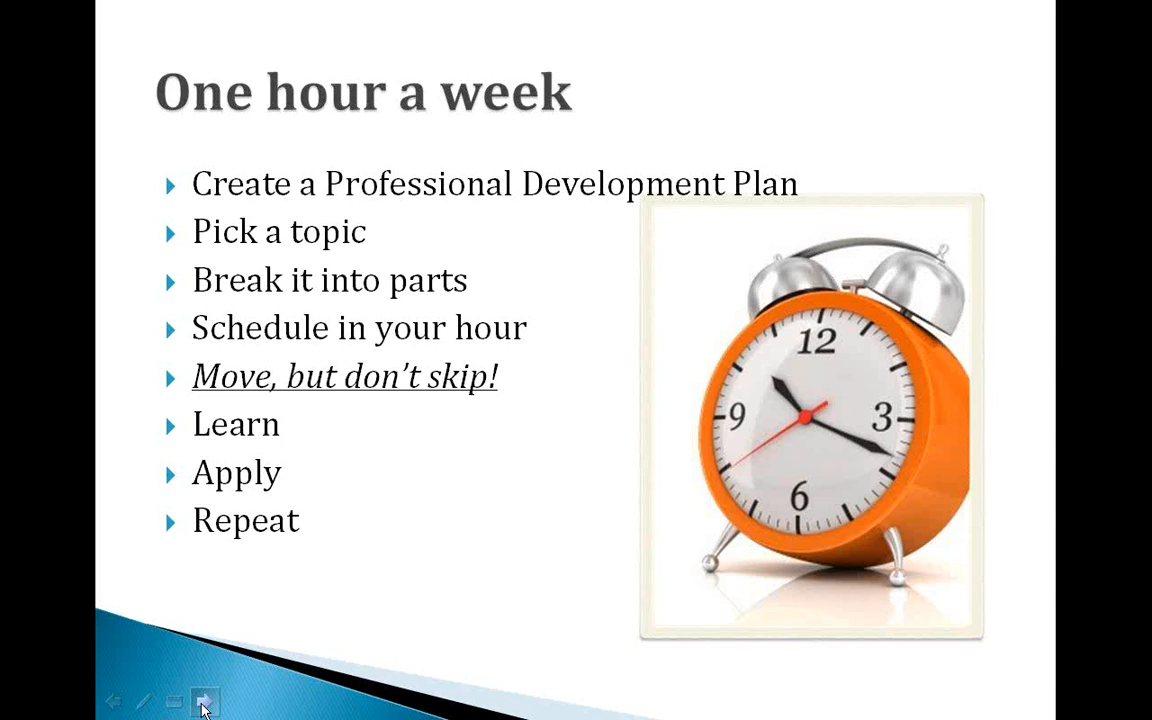 One hour a week
Create a Professional Development Plan
Pick a topic
Break it into parts
Schedule in your hour
Move, but don’t skip!
Learn
Apply
Repeat
12
9
3
6